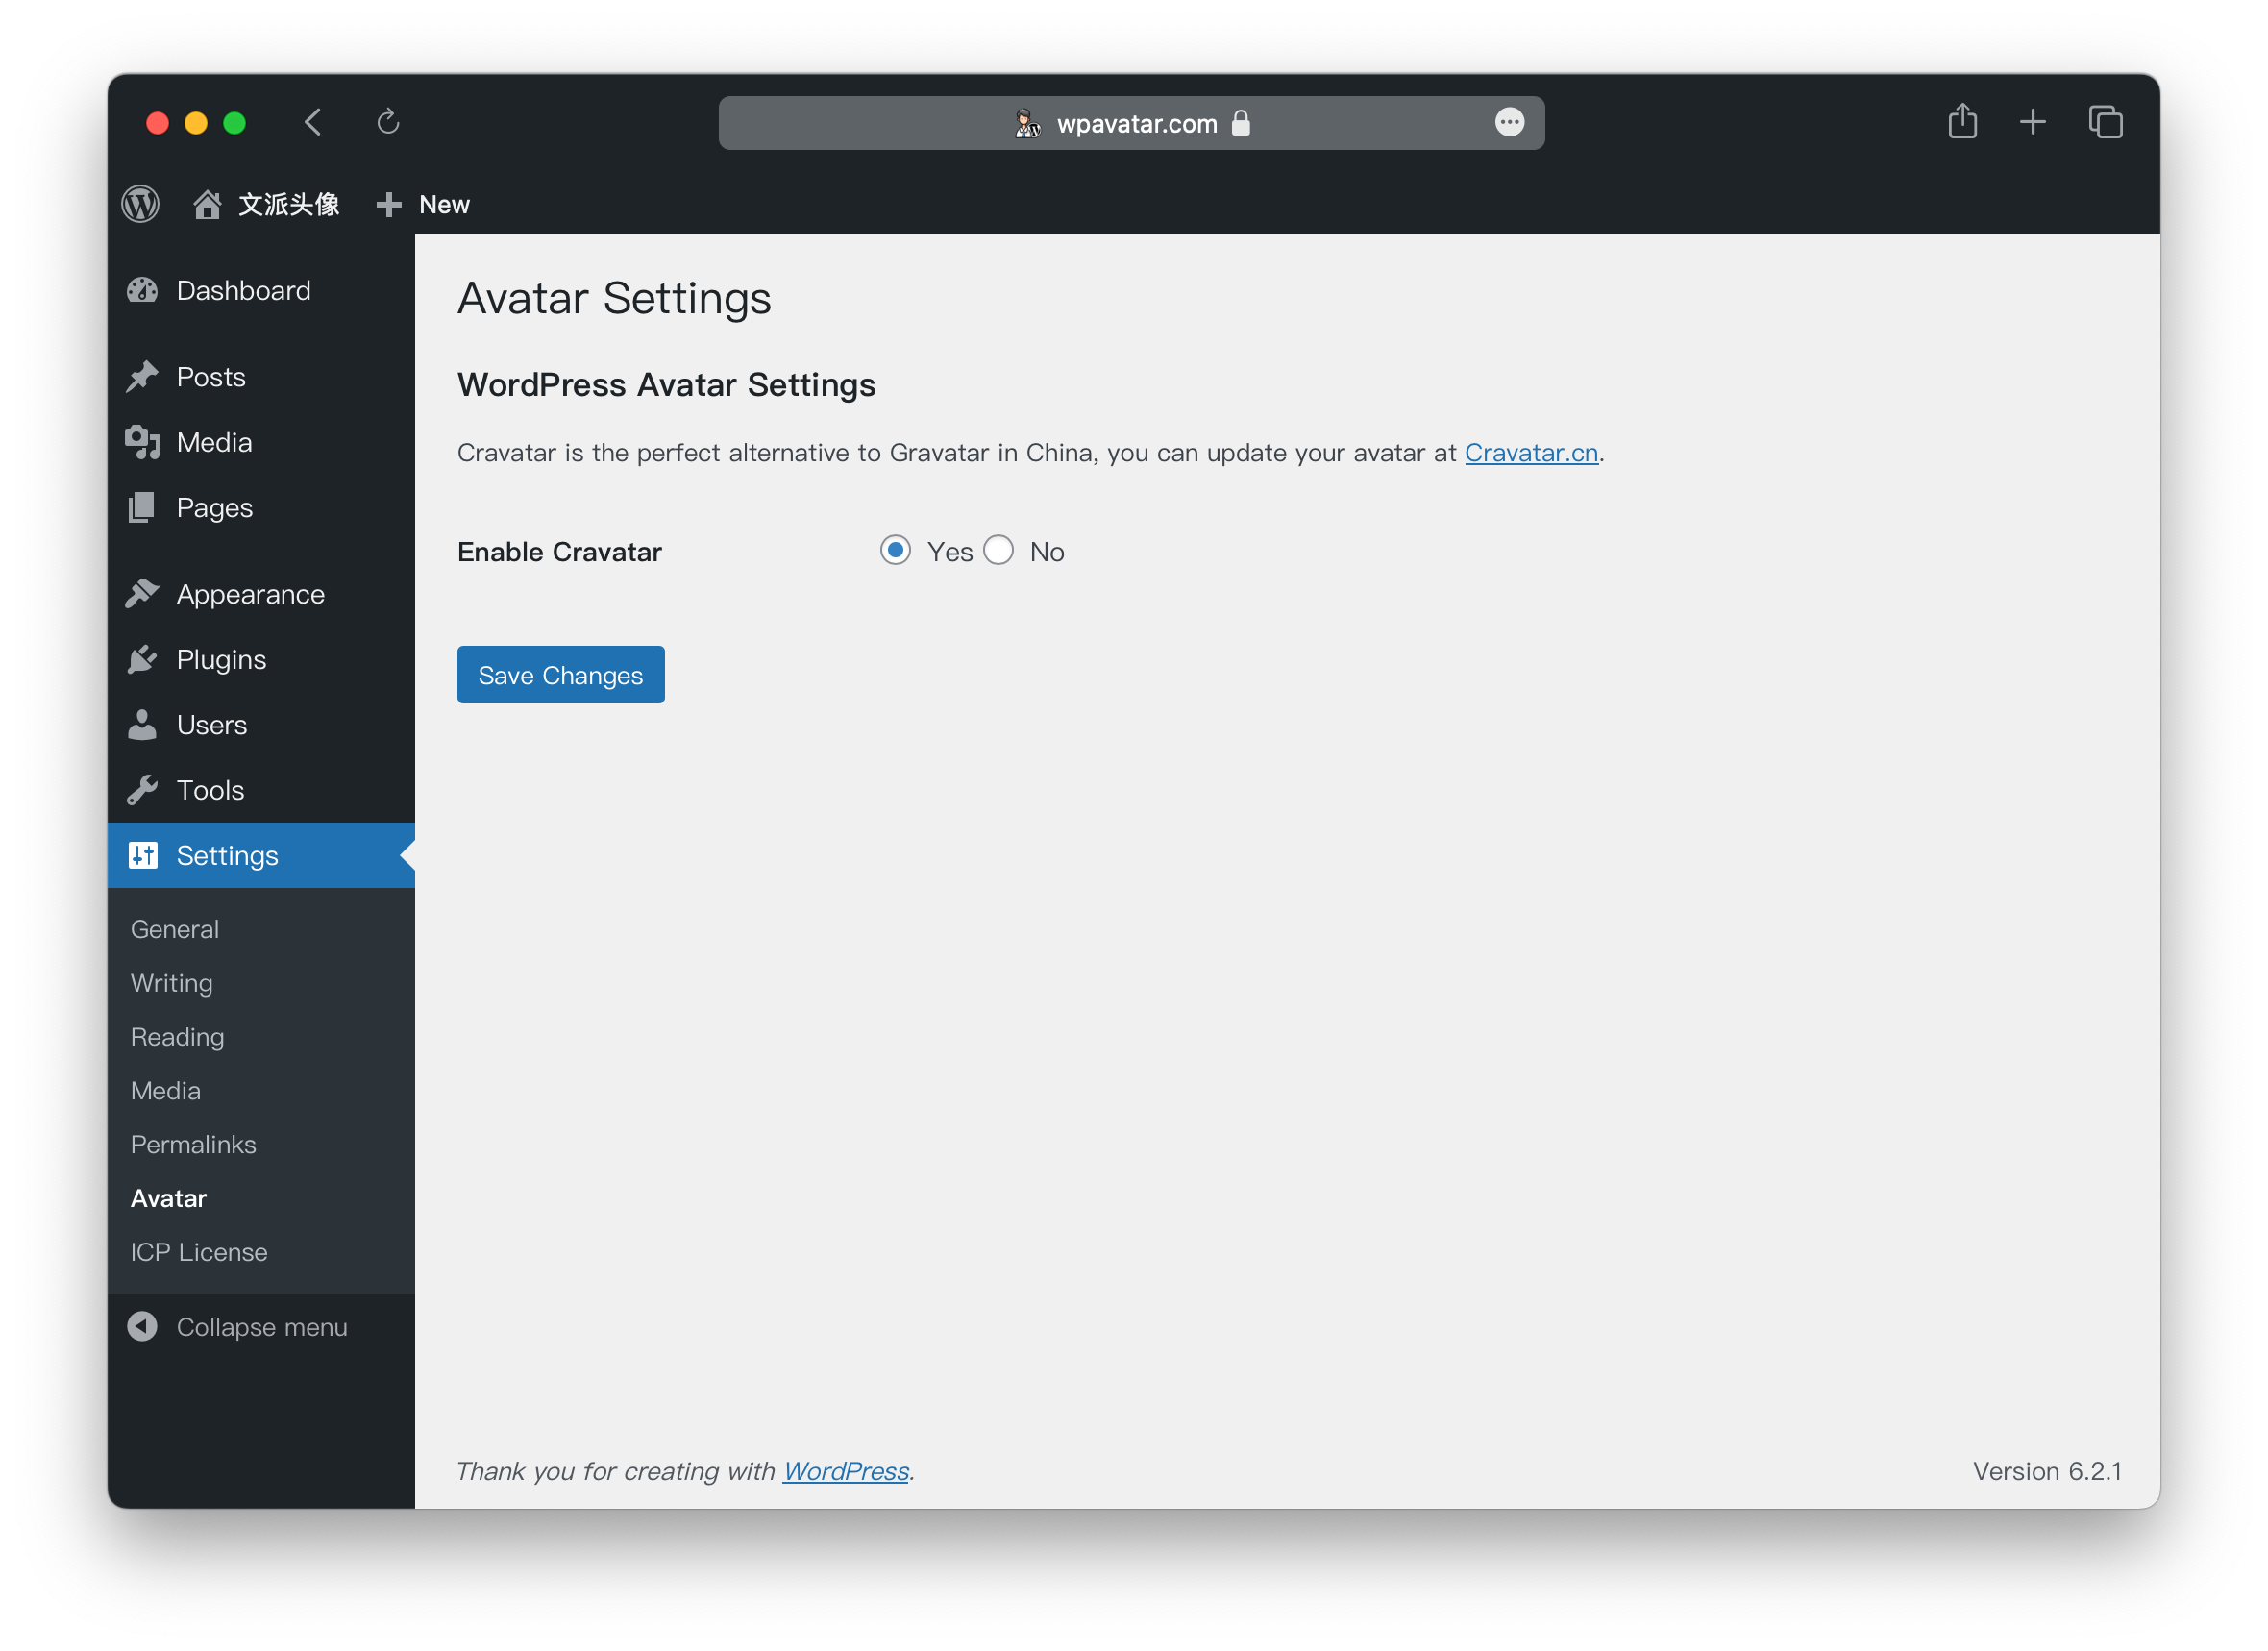 wpavatar.com
文派头像 New
Dashboard
Posts
Media
Pages
Appearance
Plugins
Users
Tools
Settings
General
Writing
Reading
Media
Permalinks
Avatar
ICP License
Collapse menu
Avatar Settings
WordPress Avatar Settings
Cravatar is the perfect alternative to Gravatar in China, you can update your avatar at Cravatar.cn.
Enable Cravatar Yes No
Save Changes
Thank you for creating with WordPress. Version 6.2.1